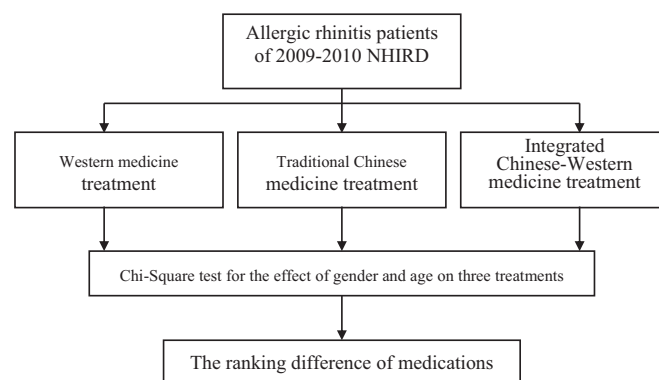 Allergic rhinitis patients
of 2009-2010 NHIRD
Western medicine
treatment
Traditional Chinese
medicine treatment
Integrated
Chinese-Western
medicine treatment
Chi-Square test for the effect of gender and age on three treatments
The ranking difference of medications